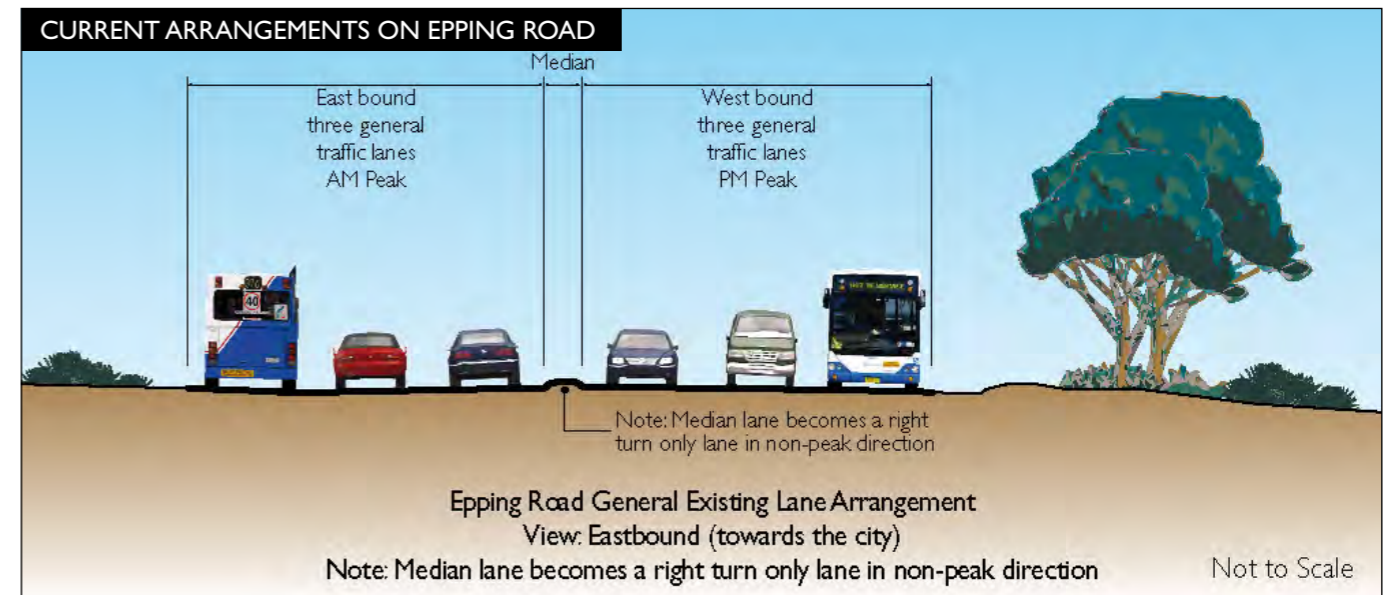 CURRENT ARRANGEMENTS ON EPPING ROAD
Median
East bound
three general
traffic lanes
AM Peak
West bound
three general
traffic lanes
PM Peak
40
Note: Median lane becomes a right
turn only lane in non-peak direction
Epping Road General Existing Lane Arrangement
View: Eastbound (towards the city)
Note: Median lane becomes a right turn only lane in non-peak direction
Not to Scale